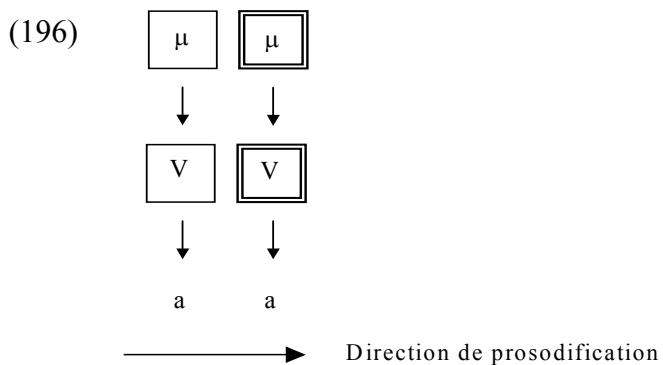 (196) μ μ
V V
a a
Direction de prosodification